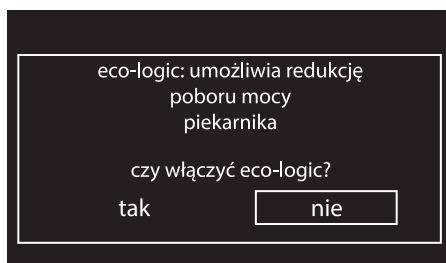 eco-logic: umożliwia redukcję
poboru mocy
piekarnika
czy włączyć eco-logic?
tak nie